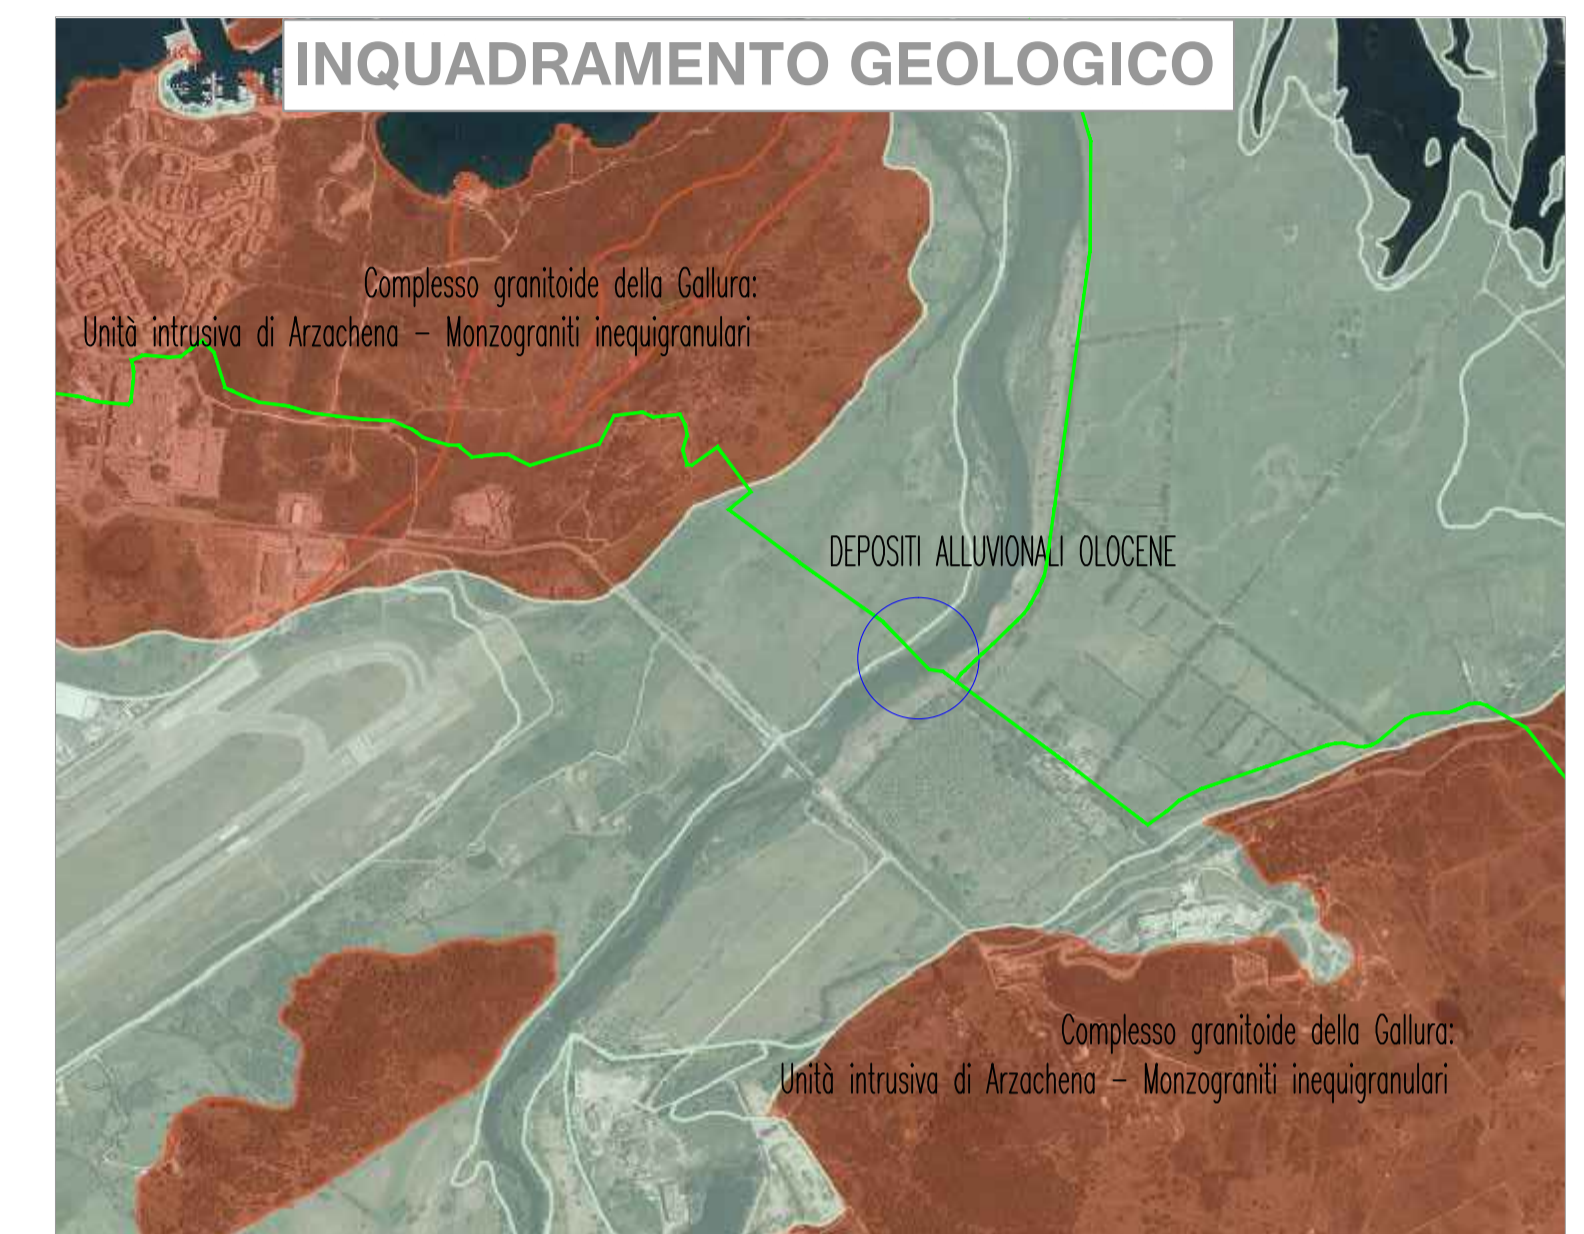 INQUADRAMENTO GEOLOGICO
Complesso granitoide della Gallura:
Unità intrusiva di Arzachena – Monzograniti inequigranulari
DEPOSITI ALLUVIONALI OLOCENE
Complesso granitoide della Gallura:
Unità intrusiva di Arzachena – Monzograniti inequigranulari